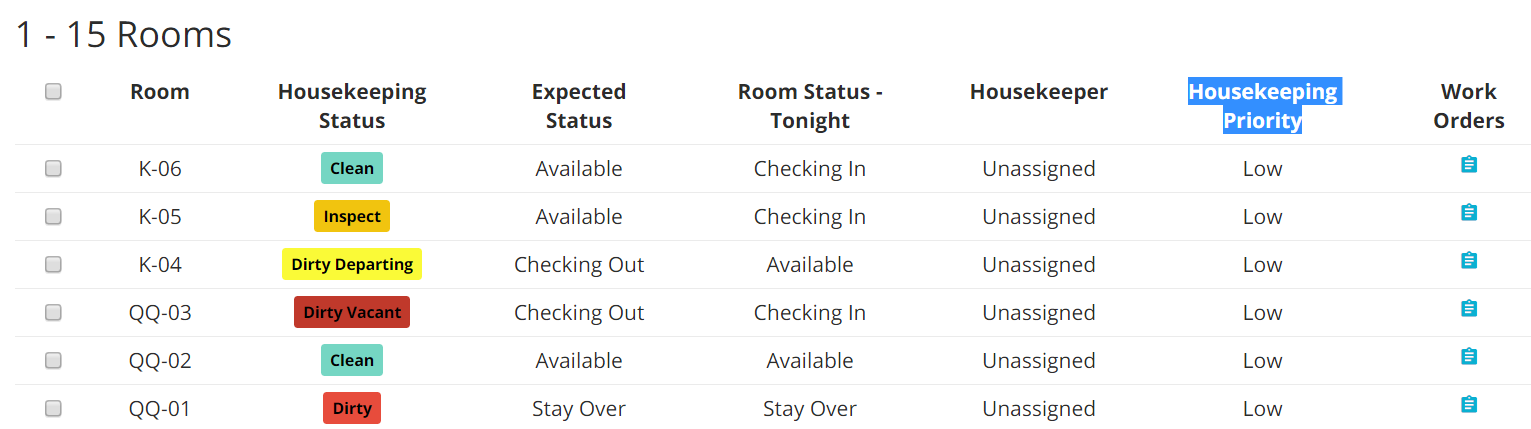 1 - 15 Rooms
Room Housekeeping Status Expected Status Room Status - Tonight Housekeeper Housekeeping Priority Work Orders
K-06 Clean Available Checking In Unassigned Low
K-05 Inspect Available Checking In Unassigned Low
K-04 Dirty Departing Checking Out Available Unassigned Low
QQ-03 Dirty Vacant Checking Out Checking In Unassigned Low
QQ-02 Clean Available Available Unassigned Low
QQ-01 Dirty Stay Over Stay Over Unassigned Low